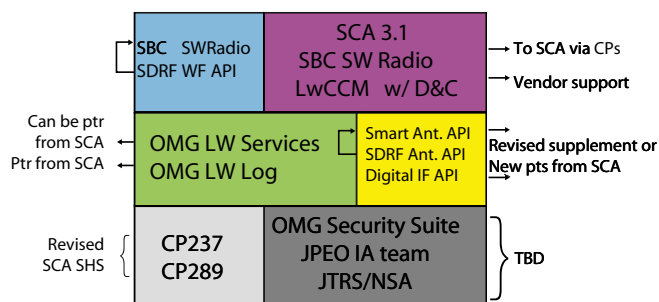 SBC SWRadio
SDRF WF API
SCA 3.1
SBC SW Radio
LwCCM w/ D&C
To SCA via CPs
Vendor support
Can be ptr
from SCA
Ptr from SCA
OMG LW Services
OMG LW Log
Smart Ant. API
SDRF Ant. API
Digital IF API
Revised supplement or
New pts from SCA
Revised
SCA SHS
CP237
CP289
OMG Security Suite
JPEO IA team
JTRS/NSA
TBD